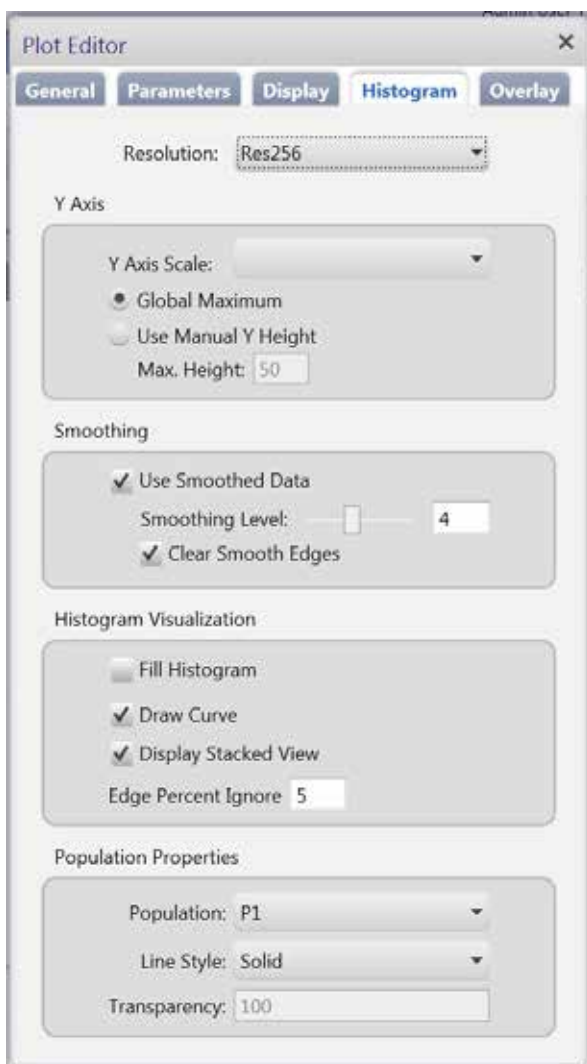 Plot Editor
General Parameters Display Histogram Overlay
Resolution: Res256
Y Axis
Y Axis Scale:
Global Maximum
Use Manual Y Height
Max. Height: 50
Smoothing
Use Smoothed Data
Smoothing Level: 4
Clear Smooth Edges
Histogram Visualization
Fill Histogram
Draw Curve
Display Stacked View
Edge Percent Ignore 5
Population Properties
Population: P1
Line Style: Solid
Transparency: 100